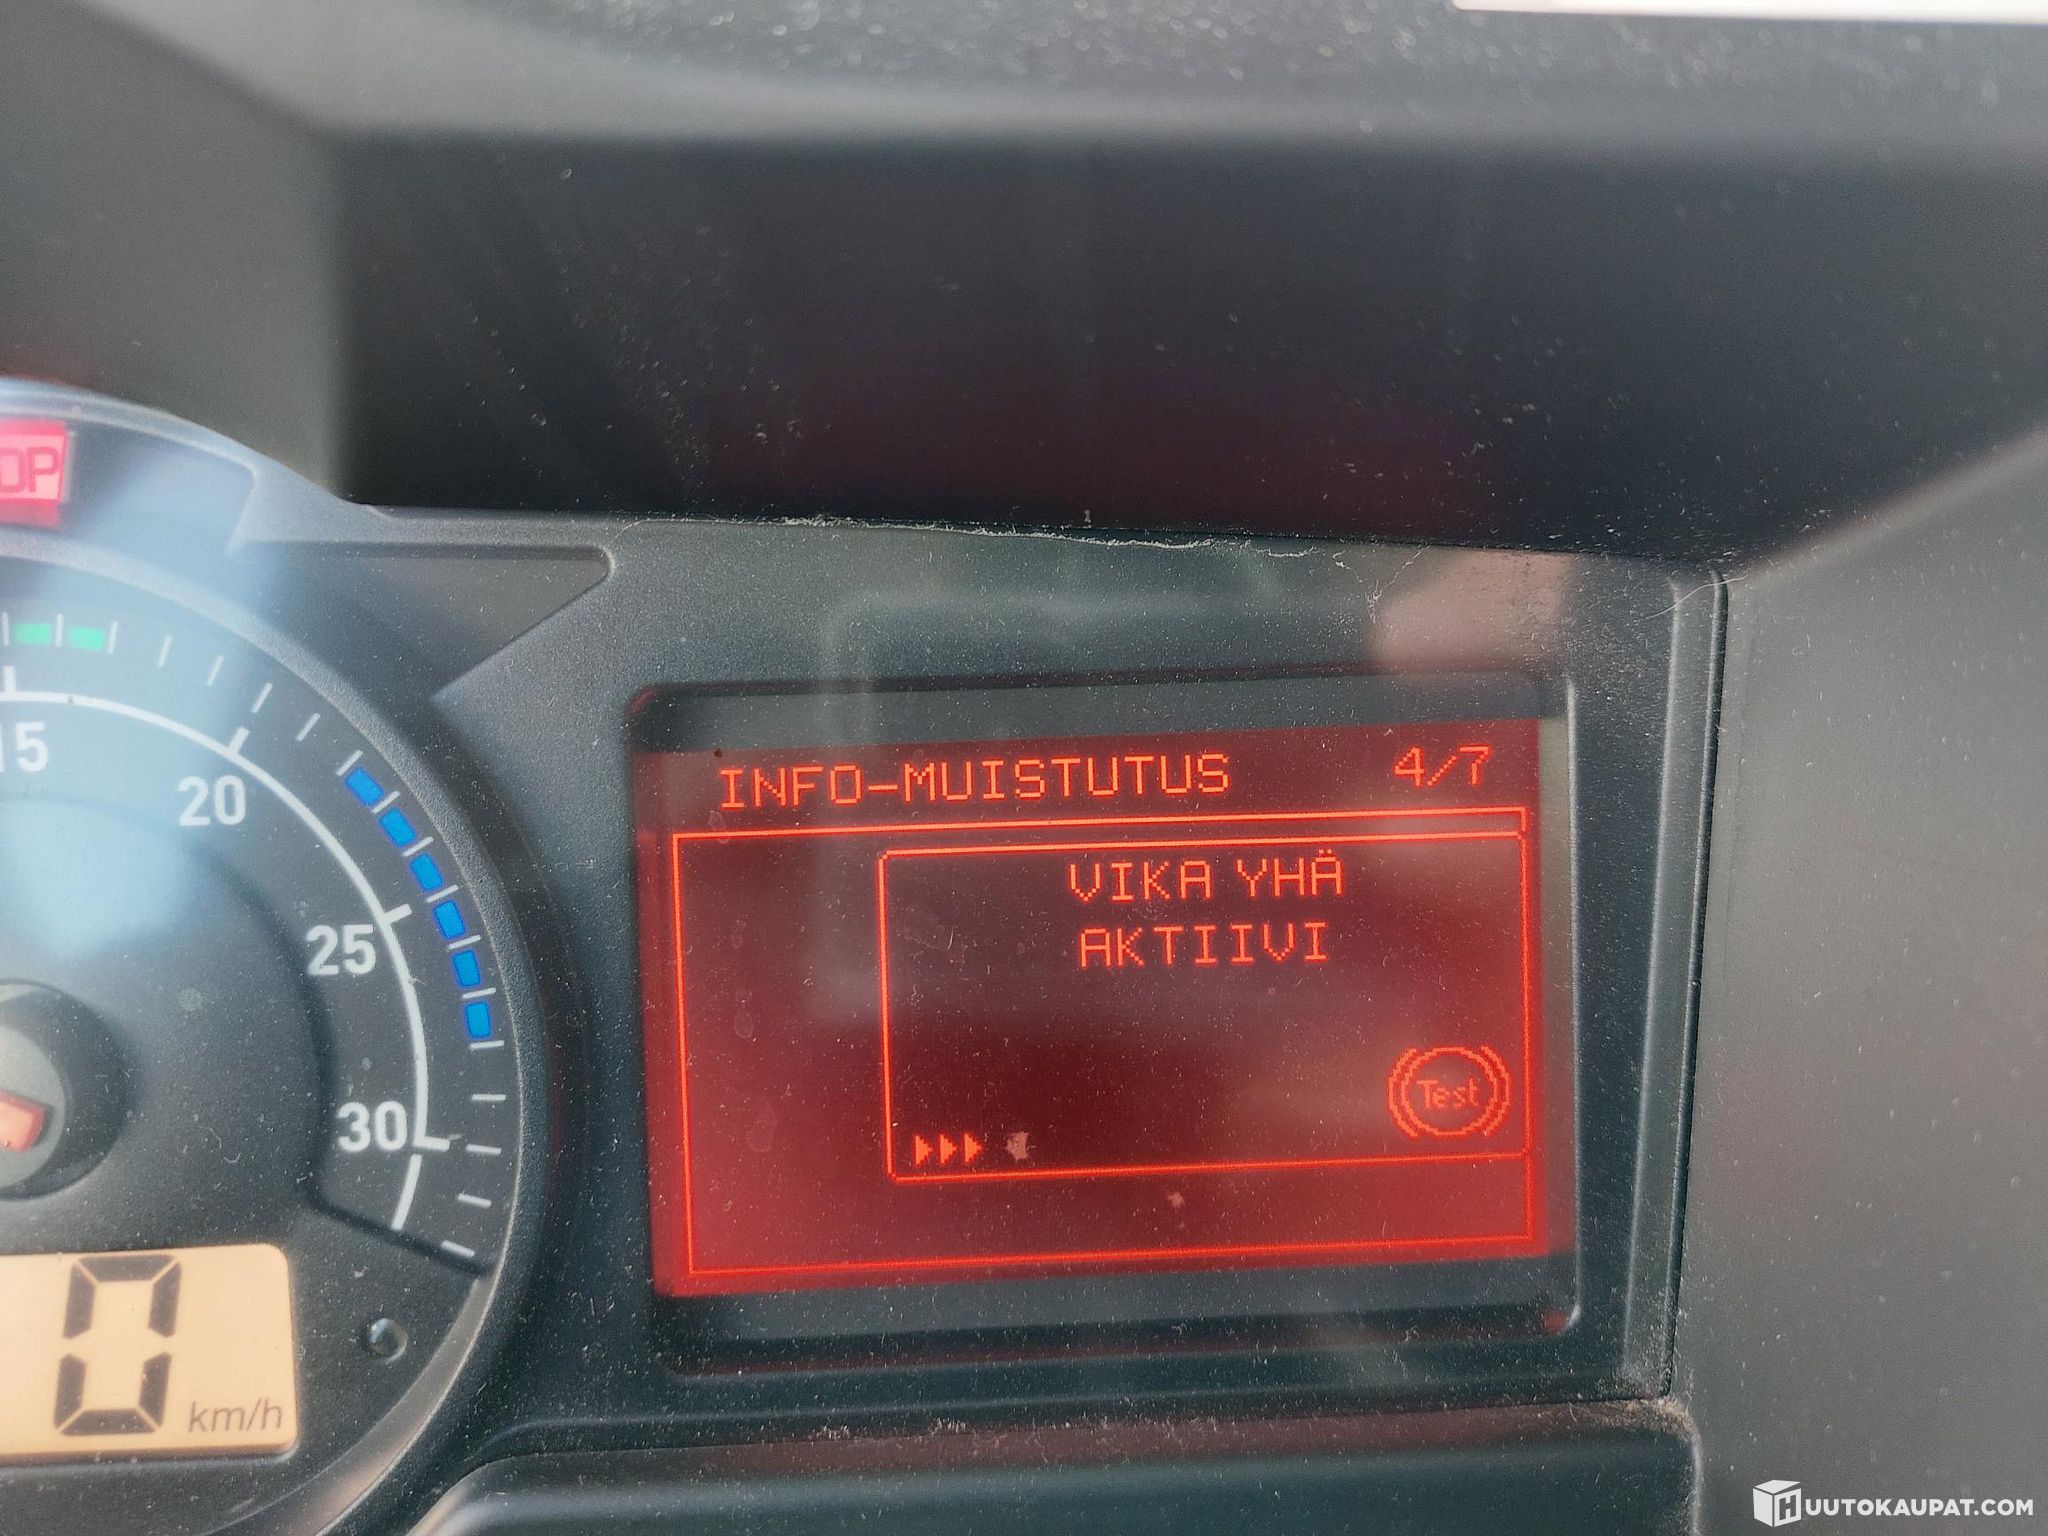 OP
15
20
25
30
0
km/h
INFO-MUISTUTUS 4/7
VIKA YHÄ
AKTIIVI
Test
HUUTOKAUPAT.COM